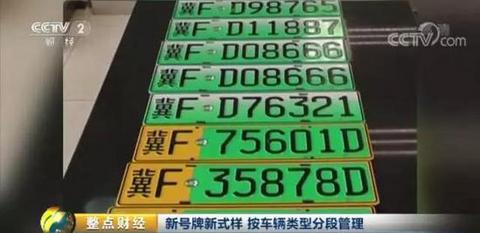 CCTV 2
财经
CCTV.com
冀F D98765
冀F D11887
冀F D08666
冀F D08666
冀F D76321
冀F 75601D
冀F 35878D
整点财经
新号牌新式样 按车辆类型分段管理